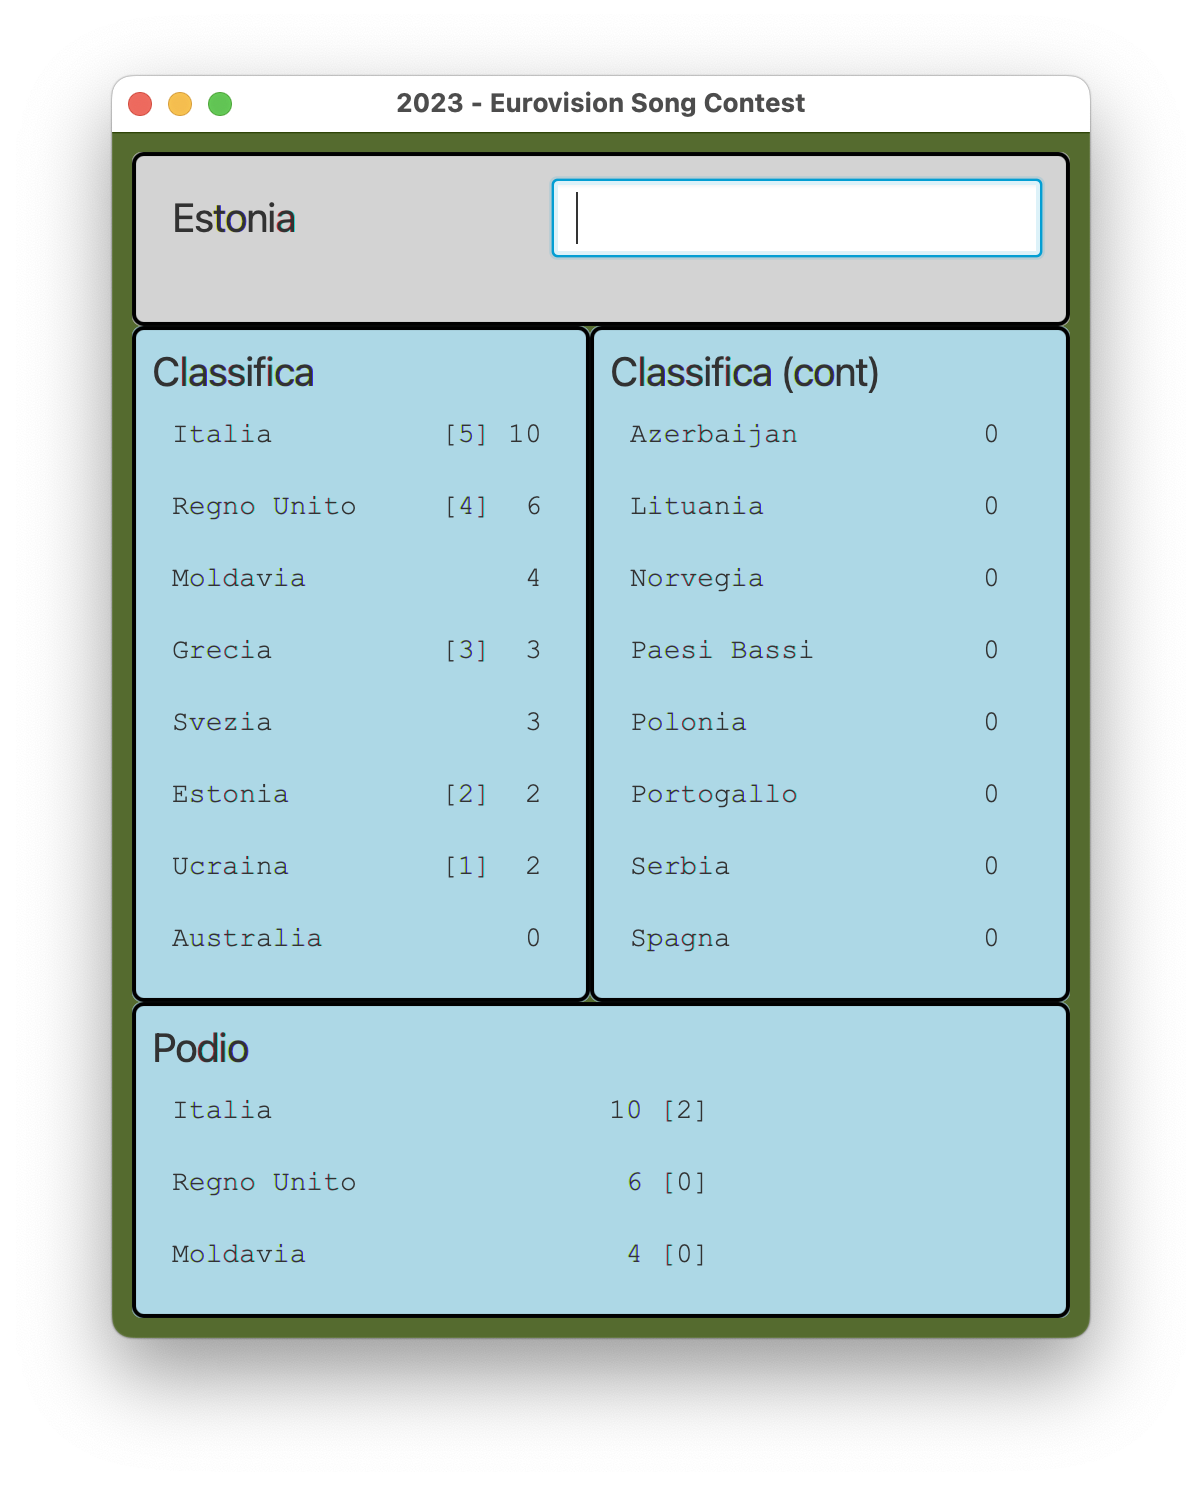 2023 - Eurovision Song Contest
Estonia
Classifica
Italia [5] 10
Regno Unito [4] 6
Moldavia 4
Grecia [3] 3
Svezia 3
Estonia [2] 2
Ucraina [1] 2
Australia 0
Classifica (cont)
Azerbaijan 0
Lituania 0
Norvegia 0
Paesi Bassi 0
Polonia 0
Portogallo 0
Serbia 0
Spagna 0
Podio
Italia 10 [2]
Regno Unito 6 [0]
Moldavia 4 [0]